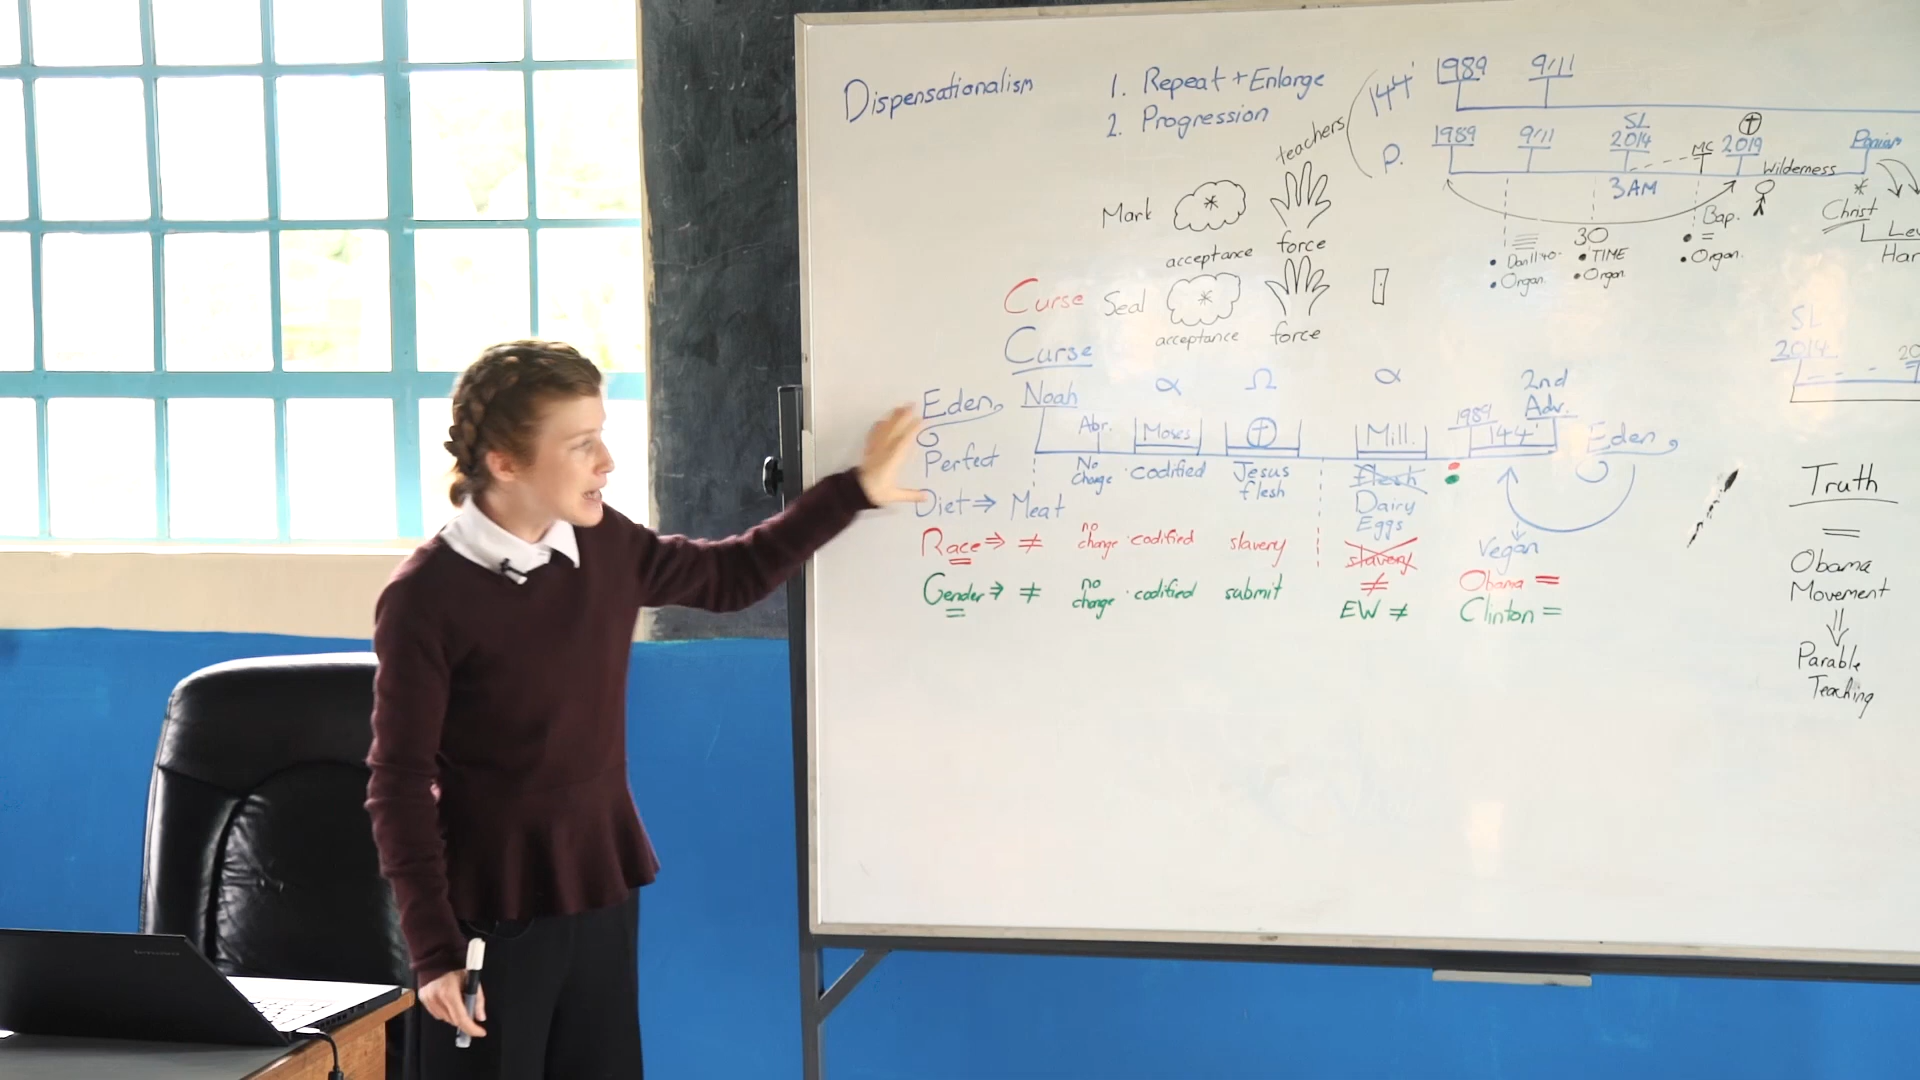 Dispensationalism
1. Repeat + Enlarge
2. Progression
144'
1989 9/11
P.
1989 9/11 SL 2014 MC 2019
3 AM
Wilderness
teachers
Mark
acceptance force
Curse Seal
acceptance force
Curse
30
• Dan11:40-
• Organ.
• TIME
• Organ.
Bap.
• =
• Organ.
Christ
SL
2014
Eden Noah α Ω α 1989 2nd Adv.
Abr. Moses Mill. 144' Eden
Perfect No change • codified Jesus flesh Flesh Dairy Eggs
Diet ⇒ Meat Vegan
Race ⇒ ≠ no change • codified slavery slavery ≠ Obama =
Gender ⇒ ≠ no change • codified submit EW ≠ Clinton =
Truth
=
Obama
Movement
⇓
Parable
Teaching